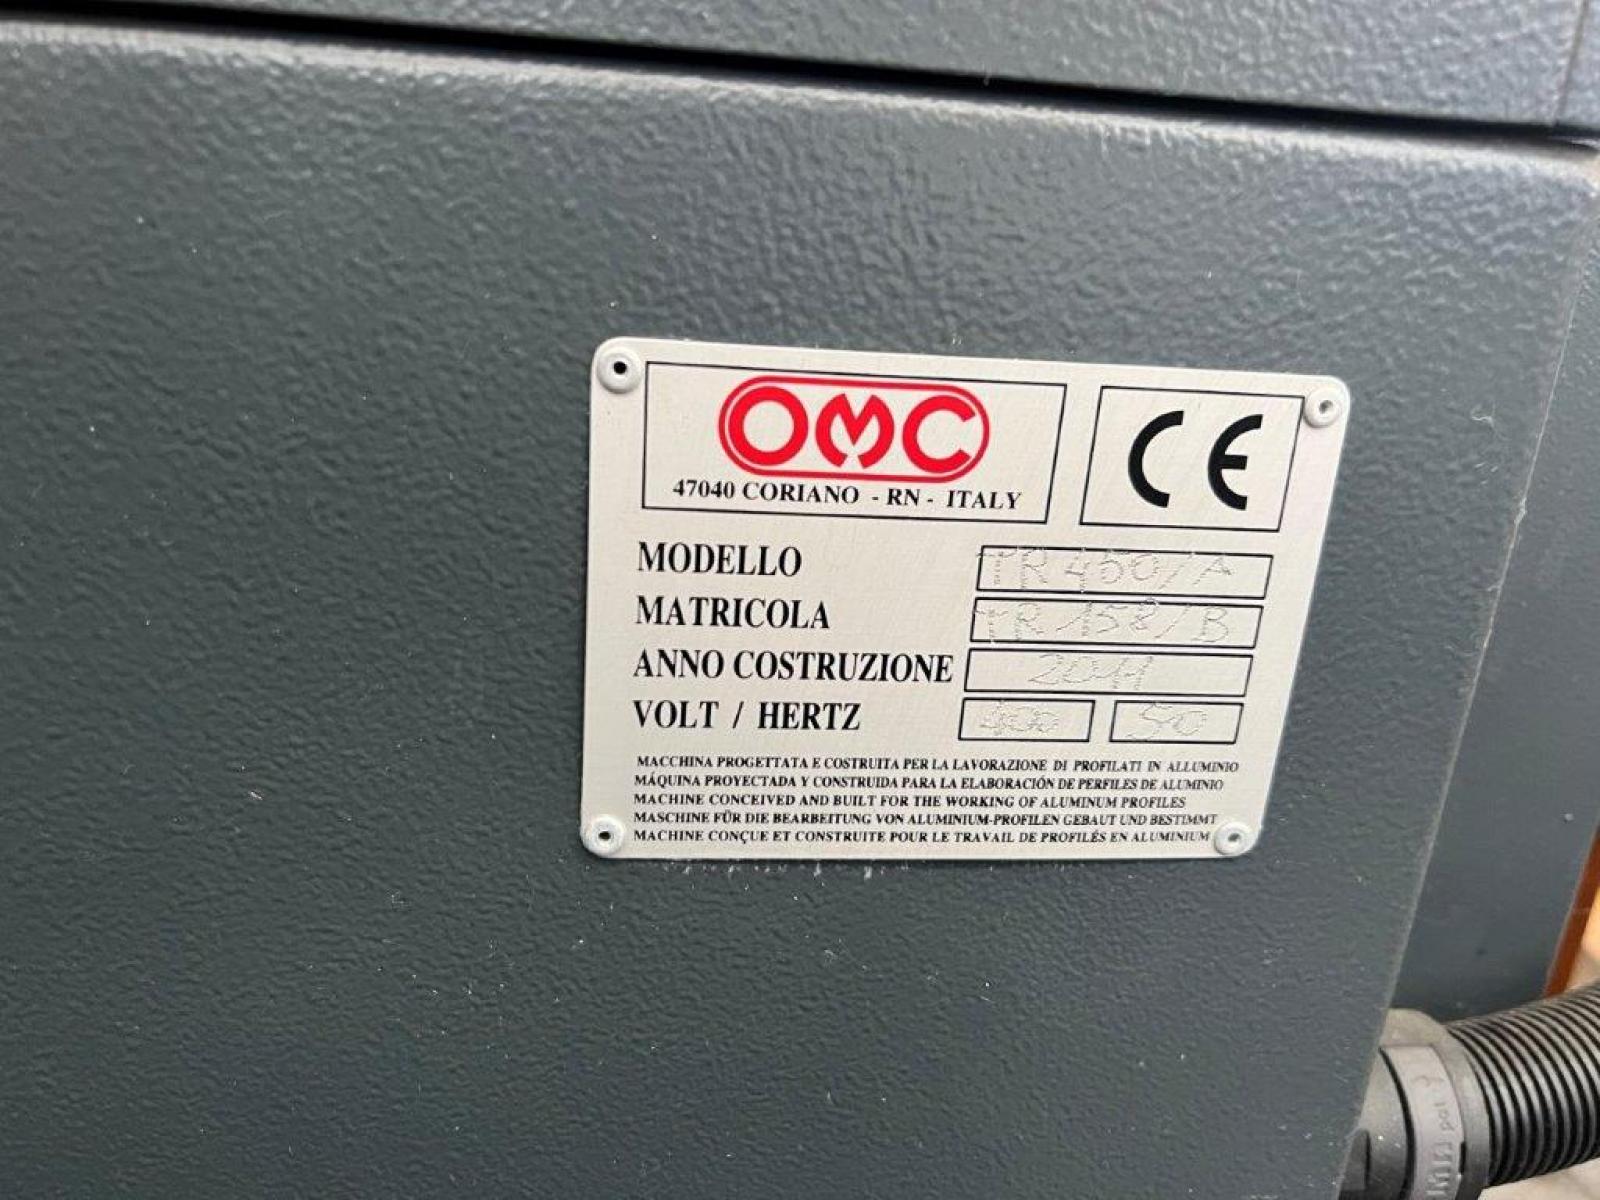 OMC
47040 CORIANO - RN - ITALY
CE
MODELLO TR450/A
MATRICOLA TR158/B
ANNO COSTRUZIONE 2011
VOLT / HERTZ 400 50
MACCHINA PROGETTATA E COSTRUITA PER LA LAVORAZIONE DI PROFILATI IN ALLUMINIO
MÁQUINA PROYECTADA Y CONSTRUIDA PARA LA ELABORACIÓN DE PERFILES DE ALUMINIO
MACHINE CONCEIVED AND BUILT FOR THE WORKING OF ALUMINUM PROFILES
MASCHINE FÜR DIE BEARBEITUNG VON ALUMINIUM-PROFILEN GEBAUT UND BESTIMMT
MACHINE CONÇUE ET CONSTRUITE POUR LE TRAVAIL DE PROFILÉS EN ALUMINIUM